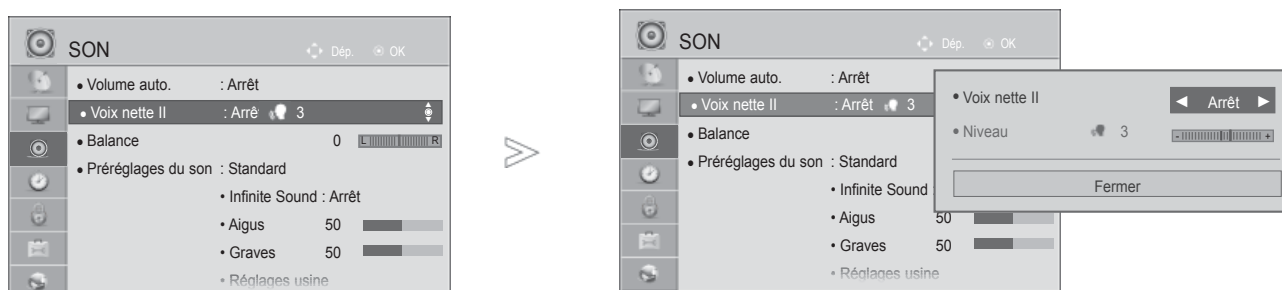 SON
Dép. OK
• Volume auto. : Arrêt
• Voix nette II : Arrê 3
• Balance 0 L R
• Préréglages du son : Standard
• Infinite Sound : Arrêt
• Aigus 50
• Graves 50
• Réglages usine
SON
Dép. OK
• Volume auto. : Arrêt
• Voix nette II : Arrêt 3
• Balance
• Préréglages du son : Standard
• Infinite Sound :
• Aigus 50
• Graves 50
• Réglages usine
• Voix nette II ◄ Arrêt ►
• Niveau 3 - +
Fermer